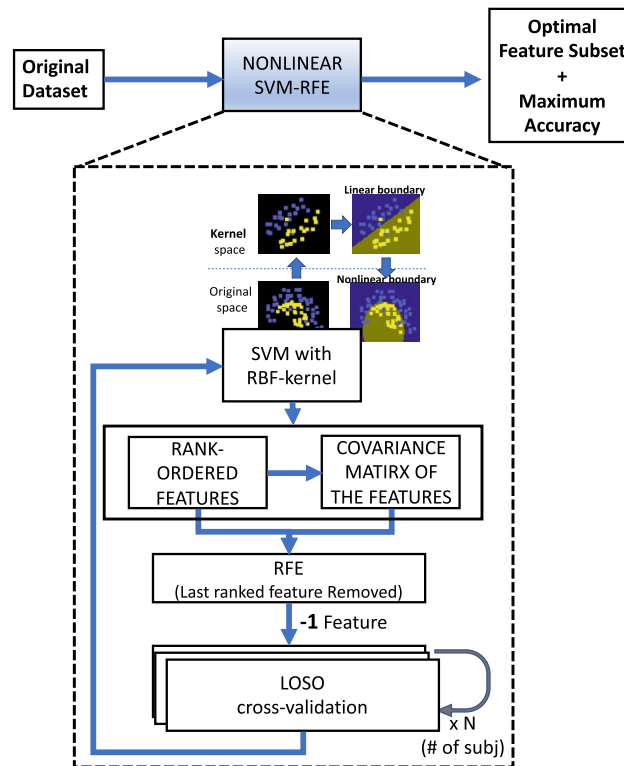 Original
Dataset
NONLINEAR
SVM-RFE
Optimal
Feature Subset
+
Maximum
Accuracy
Linear boundary
Kernel
space
Original
space
Nonlinear boundary
SVM with
RBF-kernel
RANK-
ORDERED
FEATURES
COVARIANCE
MATIRX OF
THE FEATURES
RFE
(Last ranked feature Removed)
-1 Feature
LOSO
cross-validation
x N
(# of subj)